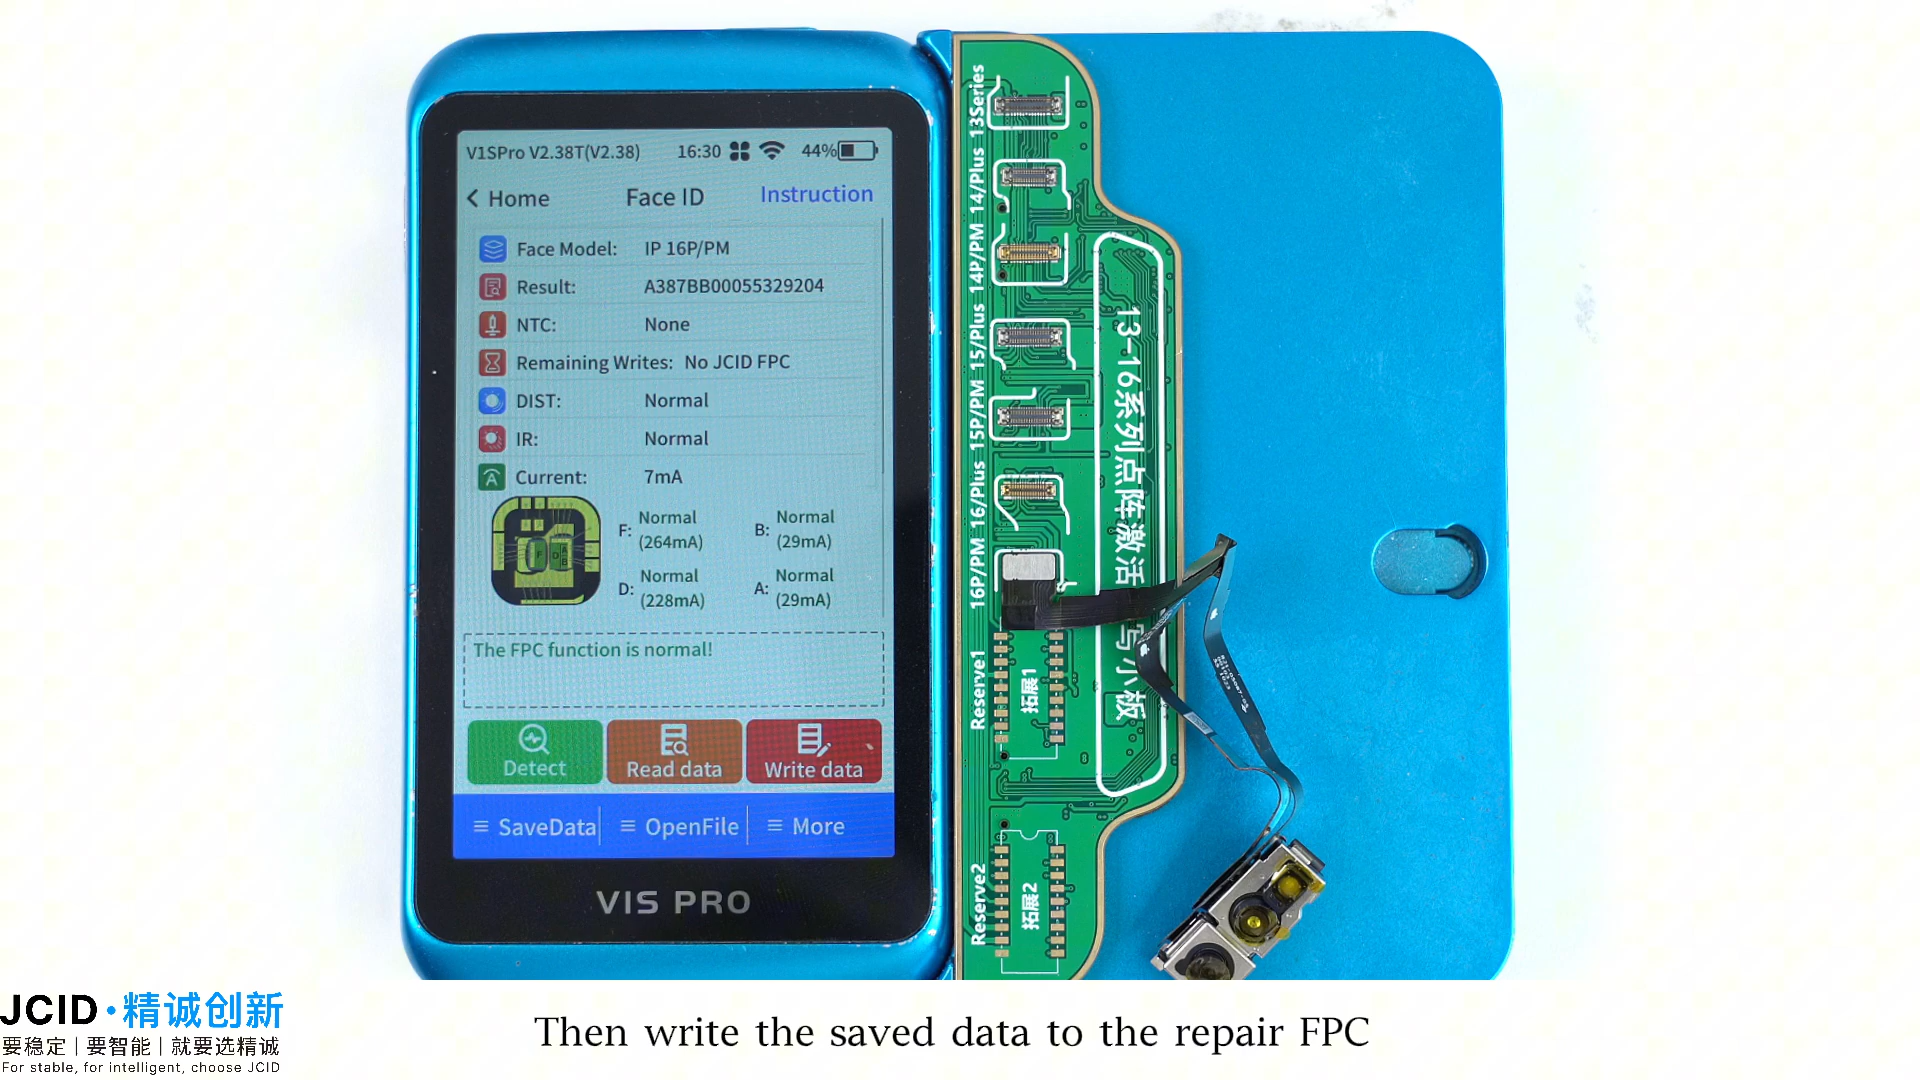 V1SPro V2.38T(V2.38) 16:30 44%
Home Face ID Instruction
Face Model: IP 16P/PM
Result: A387BB00055329204
NTC: None
Remaining Writes: No JCID FPC
DIST: Normal
IR: Normal
Current: 7mA
F: Normal (264mA) B: Normal (29mA)
D: Normal (228mA) A: Normal (29mA)
The FPC function is normal!
Detect Read data Write data
SaveData OpenFile More
VIS PRO
13Series
14/Plus
14P/PM
15/Plus
15P/PM
16/Plus
16P/PM
Reserve1
拓展1
Reserve2
拓展2
13-16系列点阵激活
写小板
JCID·精诚创新
要稳定|要智能|就要选精诚
For stable, for intelligent, choose JCID
Then write the saved data to the repair FPC